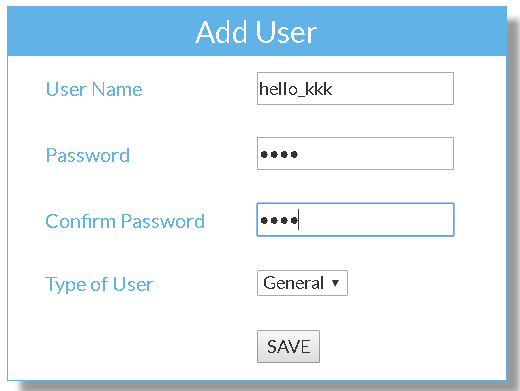 Add User
User Name hello_kkk
Password ••••
Confirm Password ••••
Type of User General ▼
SAVE